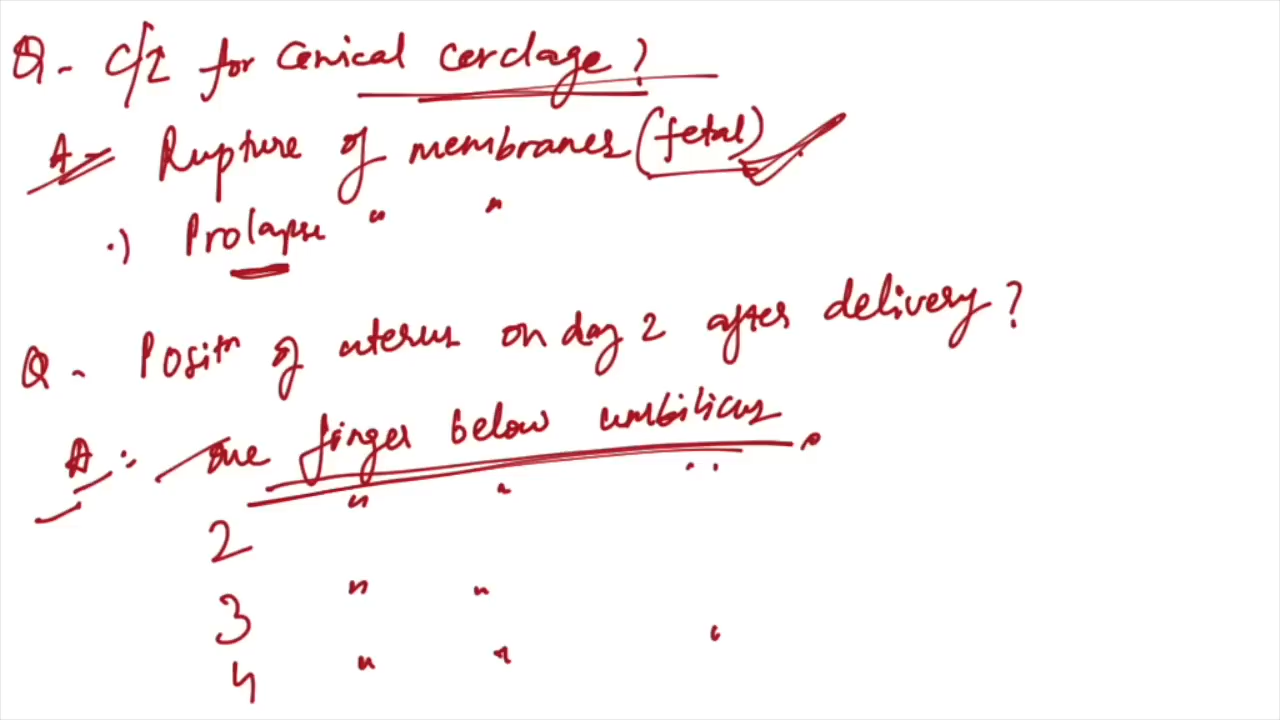 Q - C/I for Cervical Cerclage?
A - Rupture of membranes (fetal)
·) Prolapse " "
Q - Positn of uterus on day 2 after delivery?
A: One finger below umbilicus
2 " " "
3 " "
4 " " "